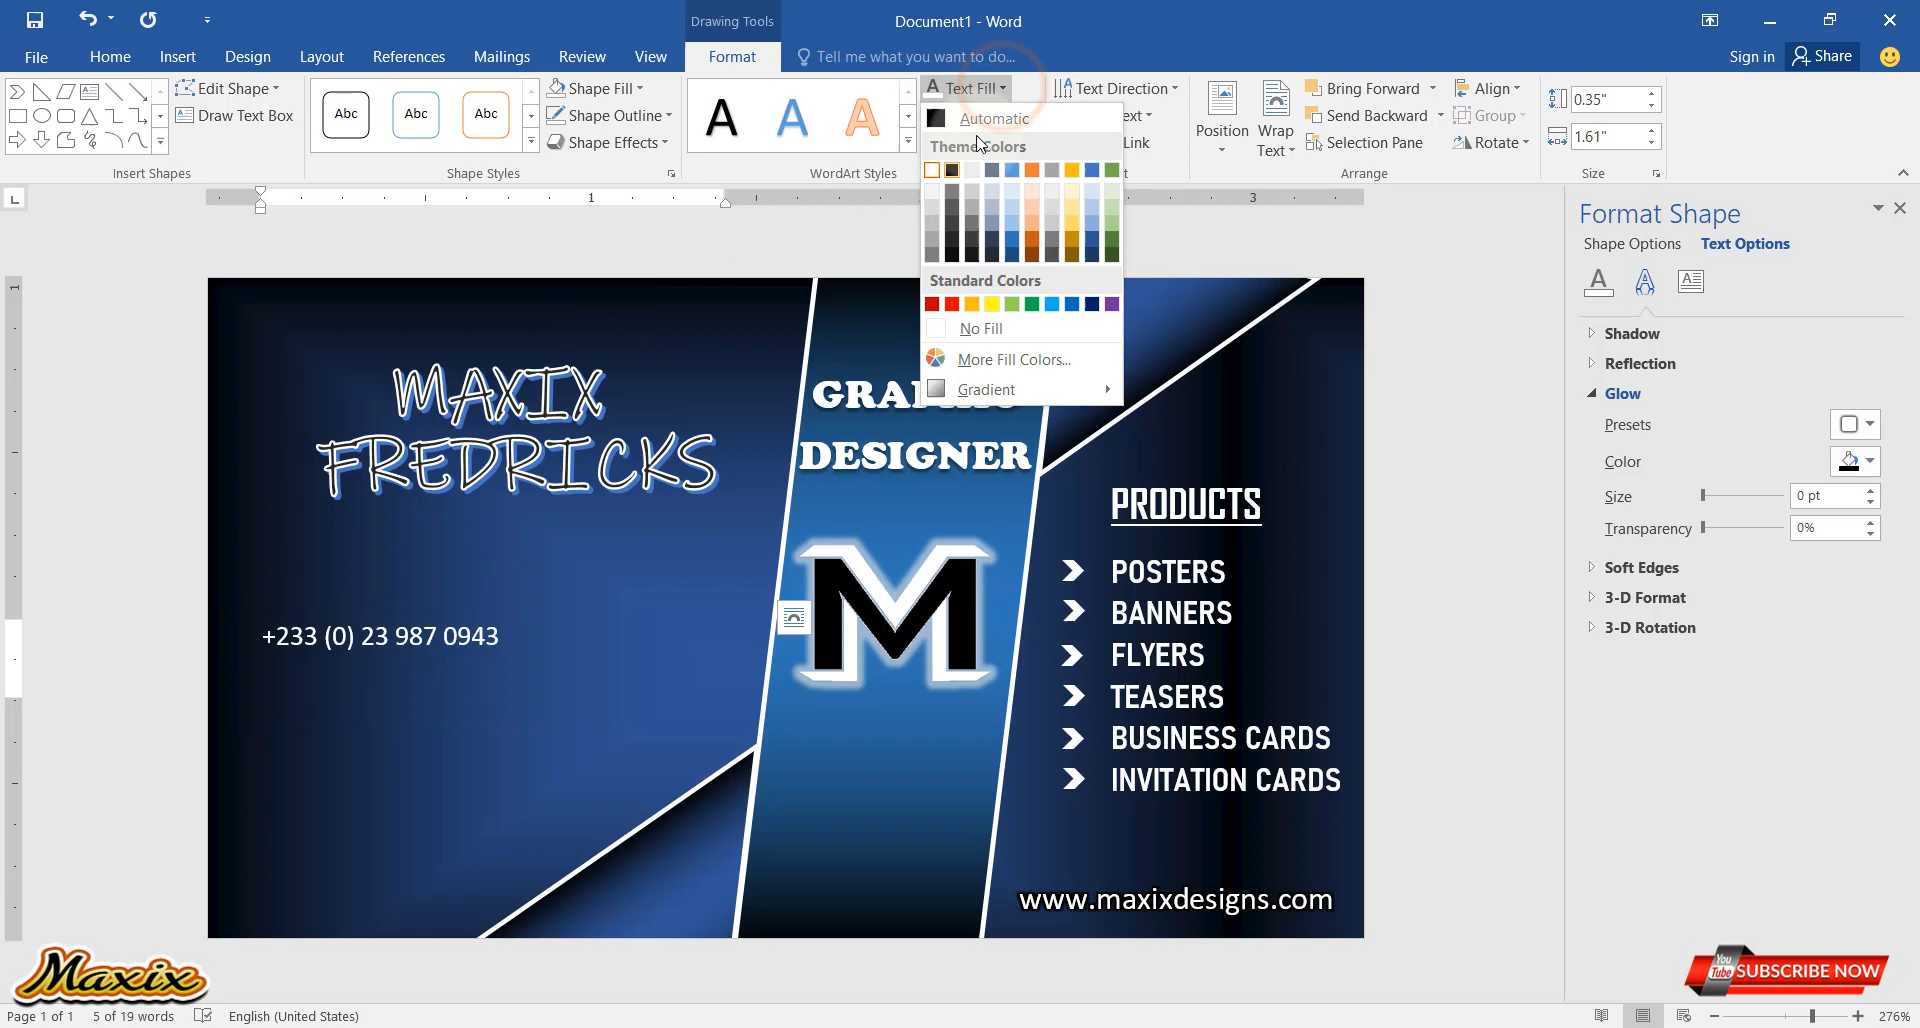 Drawing Tools
Document1 - Word
File Home Insert Design Layout References Mailings Review View Format Tell me what you want to do...
Sign in Share
Edit Shape
Draw Text Box
Insert Shapes
Abc Abc Abc
Shape Fill
Shape Outline
Shape Effects
Shape Styles
A A A
WordArt Styles
Text Fill
Text Direction
ext
Link
t
Position
Wrap
Text
Bring Forward
Send Backward
Selection Pane
Align
Group
Rotate
Arrange
0.35"
1.61"
Size
Automatic
Theme Colors
Standard Colors
No Fill
More Fill Colors...
Gradient
1
3
1
Format Shape
Shape Options Text Options
Shadow
Reflection
Glow
Presets
Color
Size 0 pt
Transparency 0%
Soft Edges
3-D Format
3-D Rotation
MAXIX
FREDRICKS
+233 (0) 23 987 0943
GRAPHIC
DESIGNER
M
PRODUCTS
POSTERS
BANNERS
FLYERS
TEASERS
BUSINESS CARDS
INVITATION CARDS
www.maxixdesigns.com
Maxix
You
Tube SUBSCRIBE NOW
Page 1 of 1 5 of 19 words English (United States)
276%